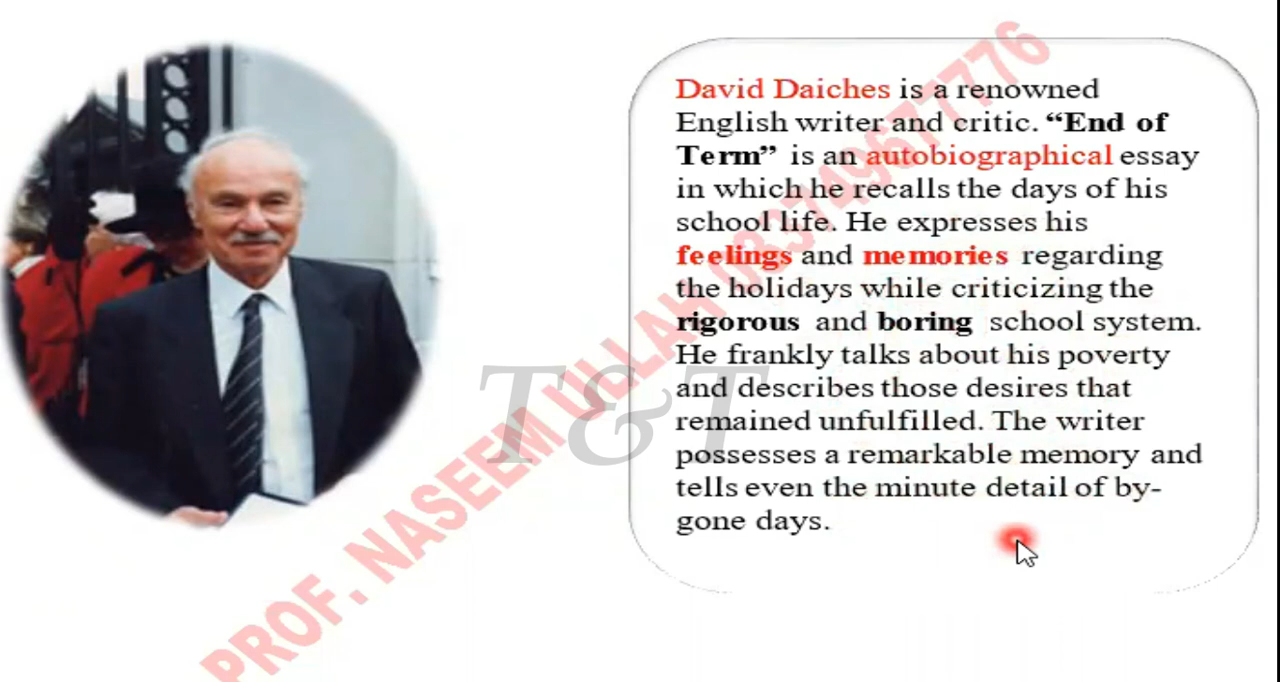 David Daiches is a renowned
English writer and critic. “End of
Term” is an autobiographical essay
in which he recalls the days of his
school life. He expresses his
feelings and memories regarding
the holidays while criticizing the
rigorous and boring school system.
He frankly talks about his poverty
and describes those desires that
remained unfulfilled. The writer
possesses a remarkable memory and
tells even the minute detail of by-
gone days.
T&T
PROF. NASEEM ULLAH